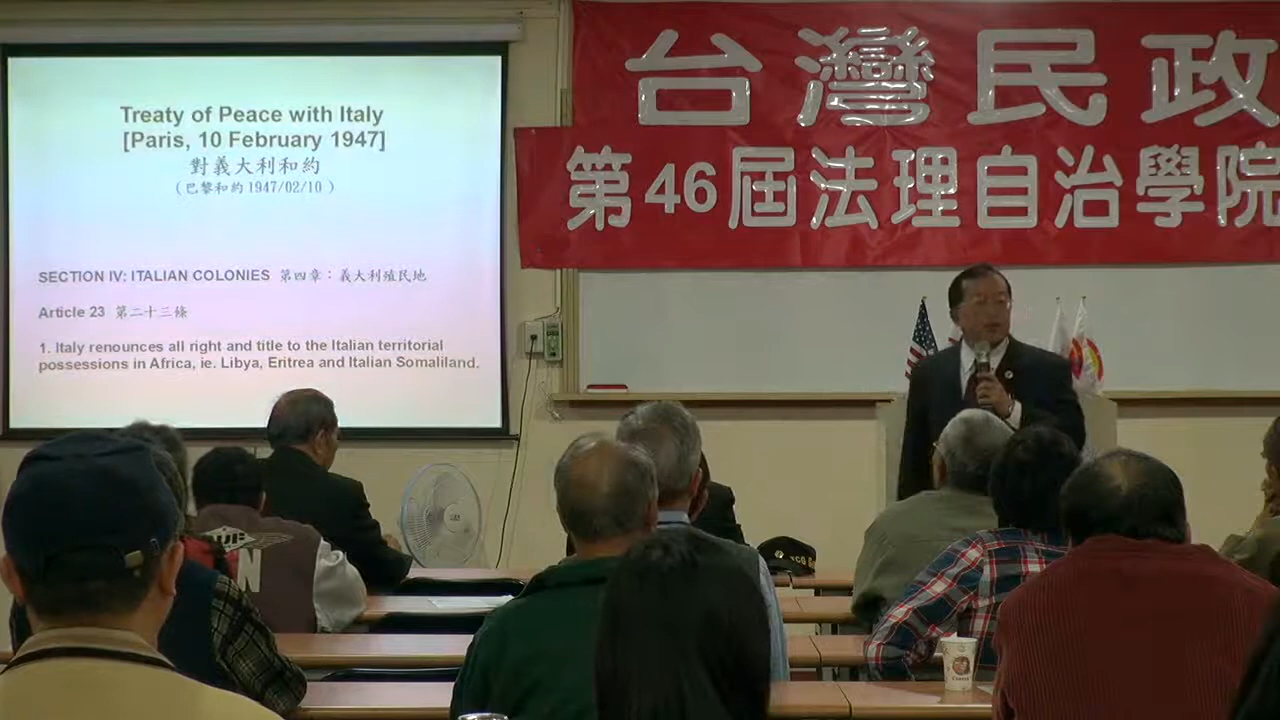 Treaty of Peace with Italy
[Paris, 10 February 1947]
對義大利和約
(巴黎和約 1947/02/10 )
SECTION IV: ITALIAN COLONIES 第四章：義大利殖民地
Article 23 第二十三條
1. Italy renounces all right and title to the Italian territorial
possessions in Africa, ie. Libya, Eritrea and Italian Somaliland.
台灣民政
第46屆法理自治學院
N